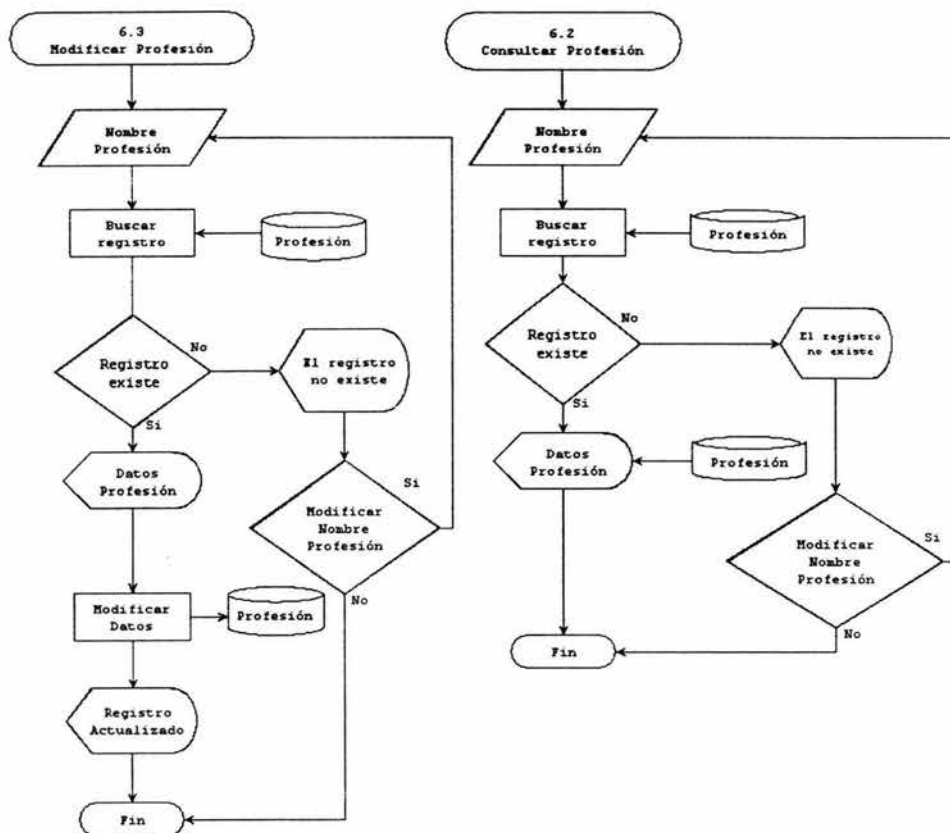 6.3
Modificar Profesión
Nombre
Profesión
Buscar
registro
Profesión
Registro
existe
No
El registro
no existe
Si
Datos
Profesión
Modificar
Nombre
Profesión
Si
No
Modificar
Datos
Profesión
Registro
Actualizado
Fin
6.2
Consultar Profesión
Nombre
Profesión
Buscar
registro
Profesión
Registro
existe
No
El registro
no existe
Si
Datos
Profesión
Profesión
Modificar
Nombre
Profesión
Si
No
Fin